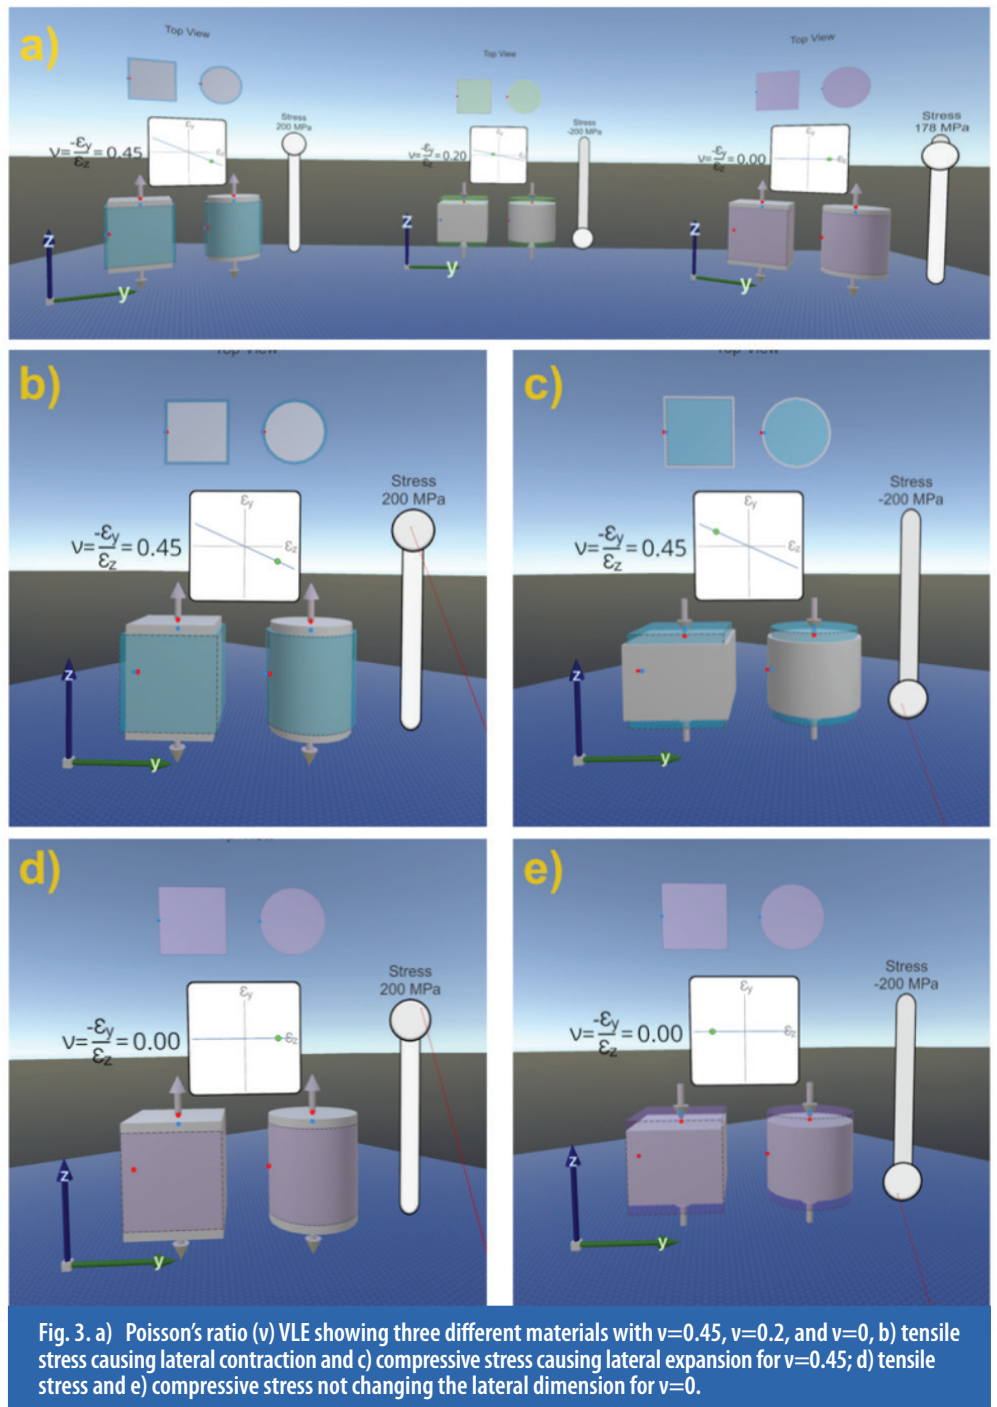 a)
Top View
Top View
Top View
Stress
200 MPa
Stress
-200 MPa
Stress
178 MPa
εy
ν=-εy/εz=0.45
ν=-εy/εz=0.20
εy
ν=-εy/εz=0.00
εz
z
y
z
y
z
y
b)
Top View
Stress
200 MPa
εy
ν=-εy/εz=0.45
εz
z
y
c)
Top View
Stress
-200 MPa
εy
ν=-εy/εz=0.45
εz
z
y
d)
Stress
200 MPa
εy
ν=-εy/εz=0.00
εz
z
y
e)
Stress
-200 MPa
εy
ν=-εy/εz=0.00
εz
z
y
Fig. 3. a) Poisson’s ratio (ν) VLE showing three different materials with ν=0.45, ν=0.2, and ν=0, b) tensile
stress causing lateral contraction and c) compressive stress causing lateral expansion for ν=0.45; d) tensile
stress and e) compressive stress not changing the lateral dimension for ν=0.